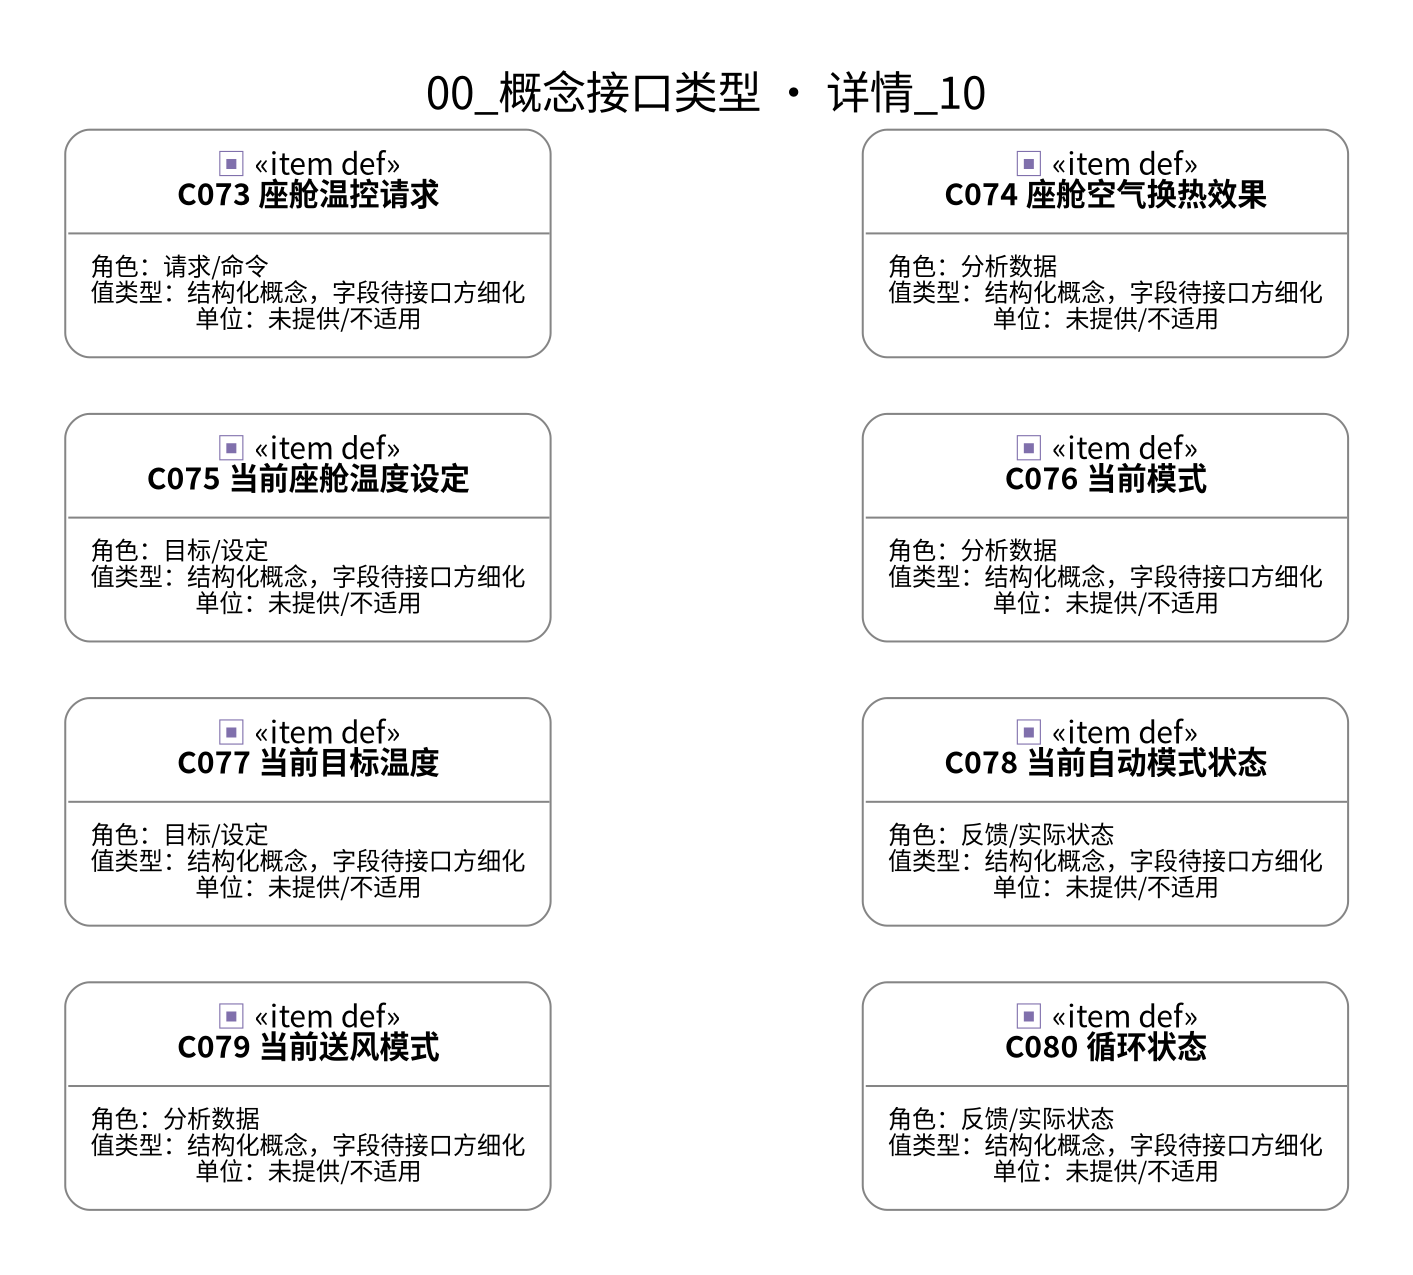 00_概念接口类型 · 详情_10
«item def»
C073 座舱温控请求
角色：请求/命令
值类型：结构化概念，字段待接口方细化
单位：未提供/不适用
«item def»
C074 座舱空气换热效果
角色：分析数据
值类型：结构化概念，字段待接口方细化
单位：未提供/不适用
«item def»
C075 当前座舱温度设定
角色：目标/设定
值类型：结构化概念，字段待接口方细化
单位：未提供/不适用
«item def»
C076 当前模式
角色：分析数据
值类型：结构化概念，字段待接口方细化
单位：未提供/不适用
«item def»
C077 当前目标温度
角色：目标/设定
值类型：结构化概念，字段待接口方细化
单位：未提供/不适用
«item def»
C078 当前自动模式状态
角色：反馈/实际状态
值类型：结构化概念，字段待接口方细化
单位：未提供/不适用
«item def»
C079 当前送风模式
角色：分析数据
值类型：结构化概念，字段待接口方细化
单位：未提供/不适用
«item def»
C080 循环状态
角色：反馈/实际状态
值类型：结构化概念，字段待接口方细化
单位：未提供/不适用